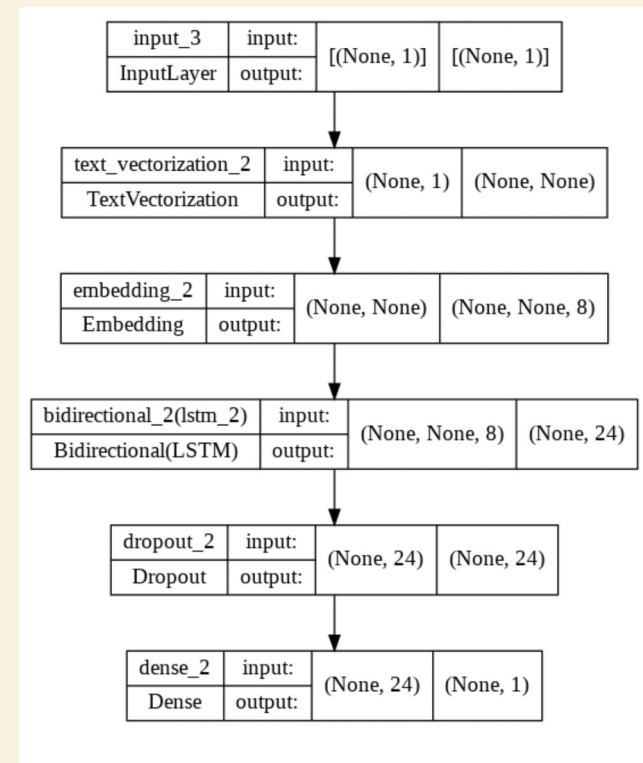 input_3 input: [(None, 1)] [(None, 1)]
InputLayer output:
text_vectorization_2 input: (None, 1) (None, None)
TextVectorization output:
embedding_2 input: (None, None) (None, None, 8)
Embedding output:
bidirectional_2(lstm_2) input: (None, None, 8) (None, 24)
Bidirectional(LSTM) output:
dropout_2 input: (None, 24) (None, 24)
Dropout output:
dense_2 input: (None, 24) (None, 1)
Dense output: